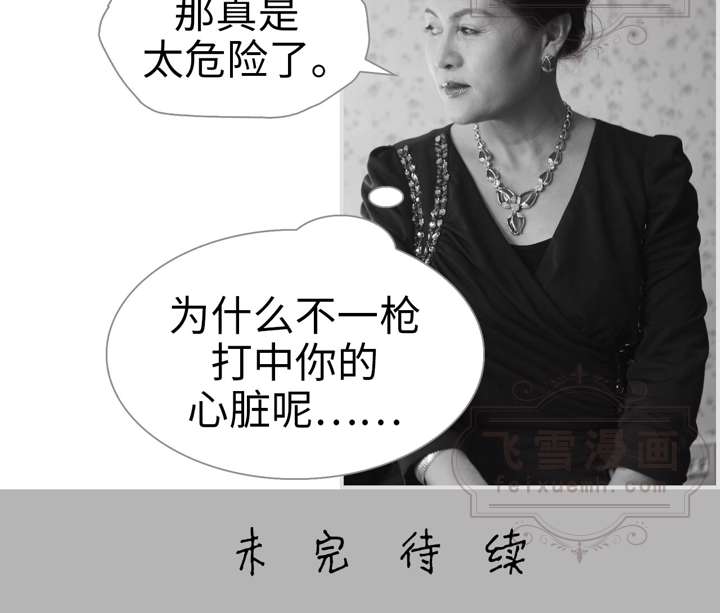 那真是
太危险了。
为什么不一枪
打中你的
心脏呢……
飞雪漫画
feixuemh.com
未完待续